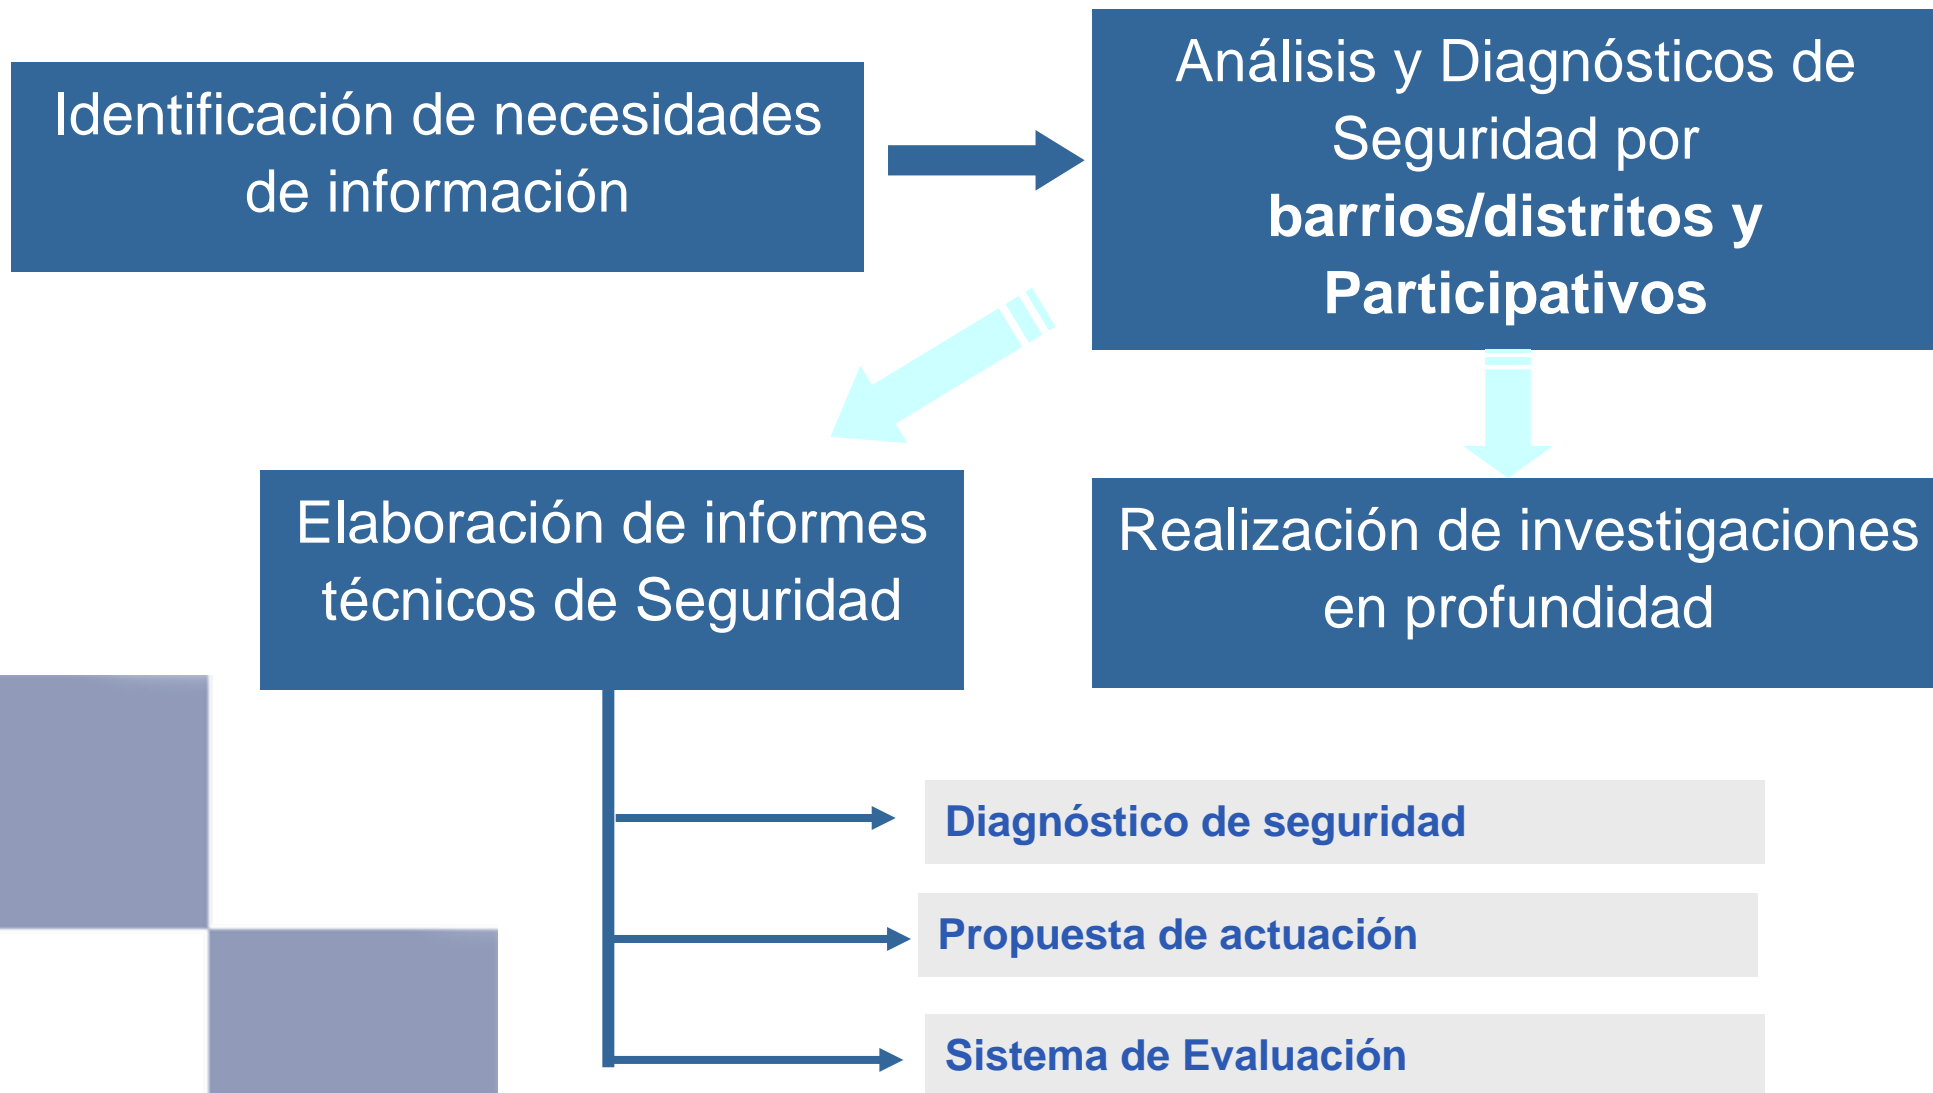 Identificación de necesidades
de información
Análisis y Diagnósticos de
Seguridad por
barrios/distritos y
Participativos
Elaboración de informes
técnicos de Seguridad
Realización de investigaciones
en profundidad
Diagnóstico de seguridad
Propuesta de actuación
Sistema de Evaluación